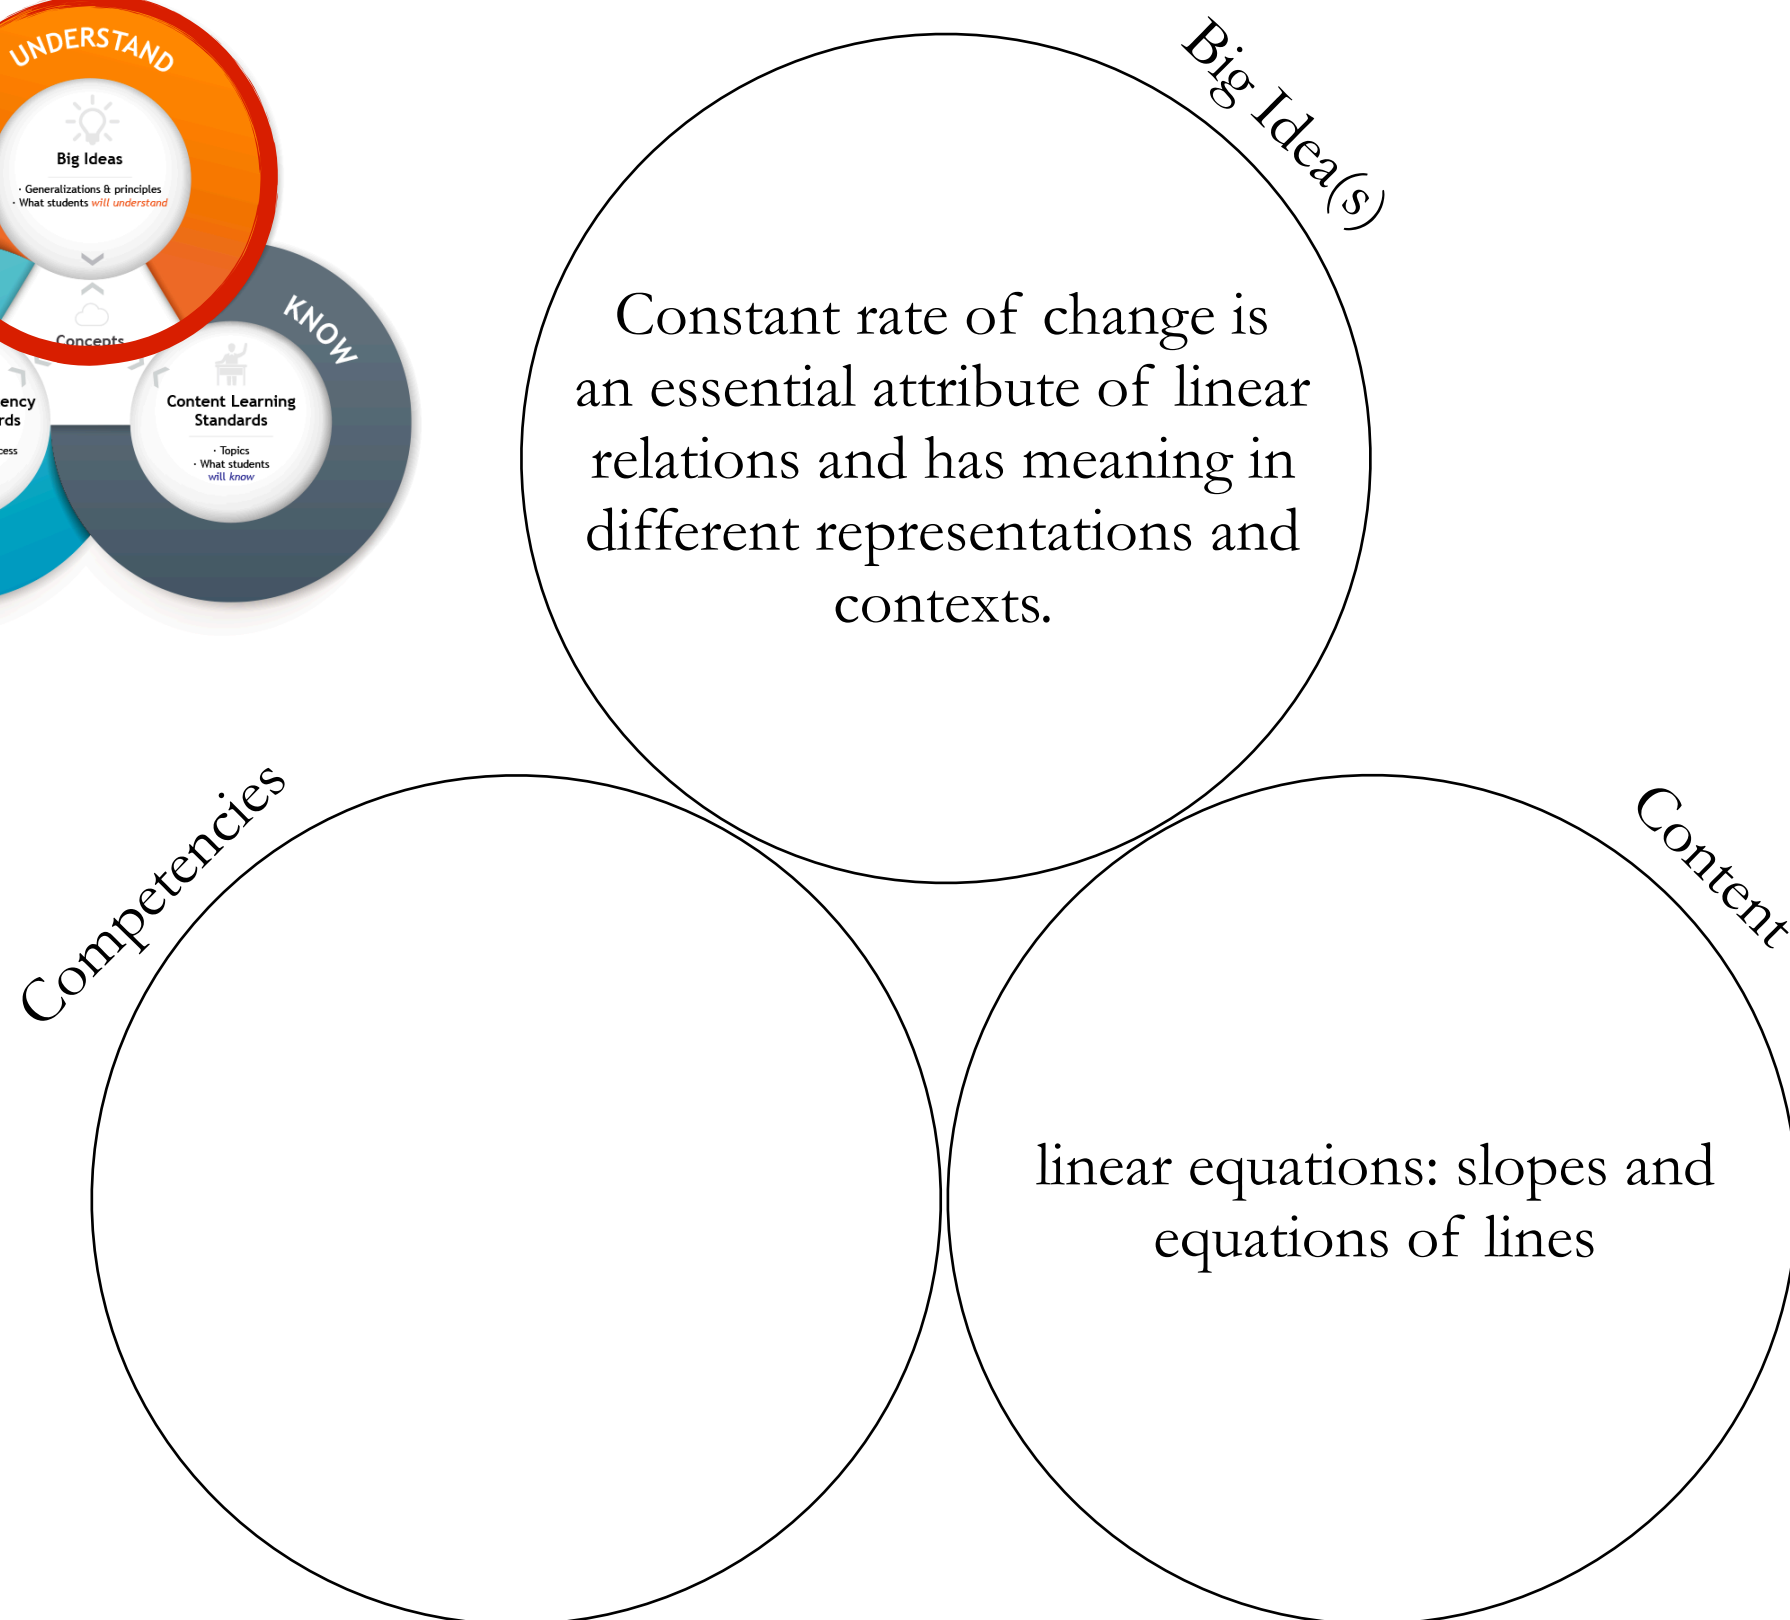 UNDERSTAND
Big Ideas
· Generalizations & principles
· What students will understand
Concepts
KNOW
Content Learning
Standards
· Topics
· What students
will know
Big Idea(s)
Constant rate of change is
an essential attribute of linear
relations and has meaning in
different representations and
contexts.
Competencies
Content
linear equations: slopes and
equations of lines